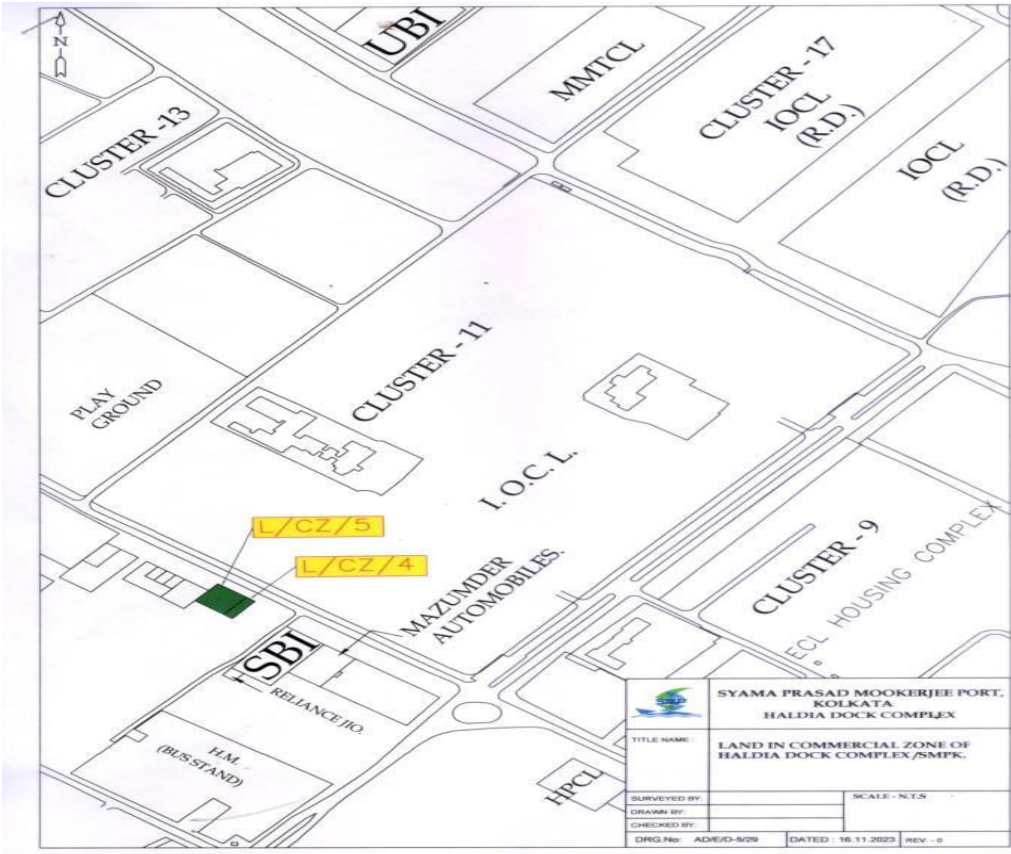 N
UBI
MMTCL
CLUSTER - 17
IOCL
(R.D.)
IOCL
(R.D.)
CLUSTER -13
CLUSTER - 11
PLAY
GROUND
I.O.C.L.
L/CZ/5
L/CZ/4
MAZUMDER
AUTOMOBILES.
CLUSTER - 9
ECL HOUSING COMPLEX
SBI
RELIANCE JIO.
H.M.
(BUS STAND)
HPCL
SYAMA PRASAD MOOKERJEE PORT,
KOLKATA
HALDIA DOCK COMPLEX
TITLE NAME :
LAND IN COMMERCIAL ZONE OF
HALDIA DOCK COMPLEX/SMPK.
SURVEYED BY:
SCALE - N.T.S
DRAWN BY:
CHECKED BY:
DRG.No: AD/E/D-5/29
DATED : 16.11.2023
REV. - 0